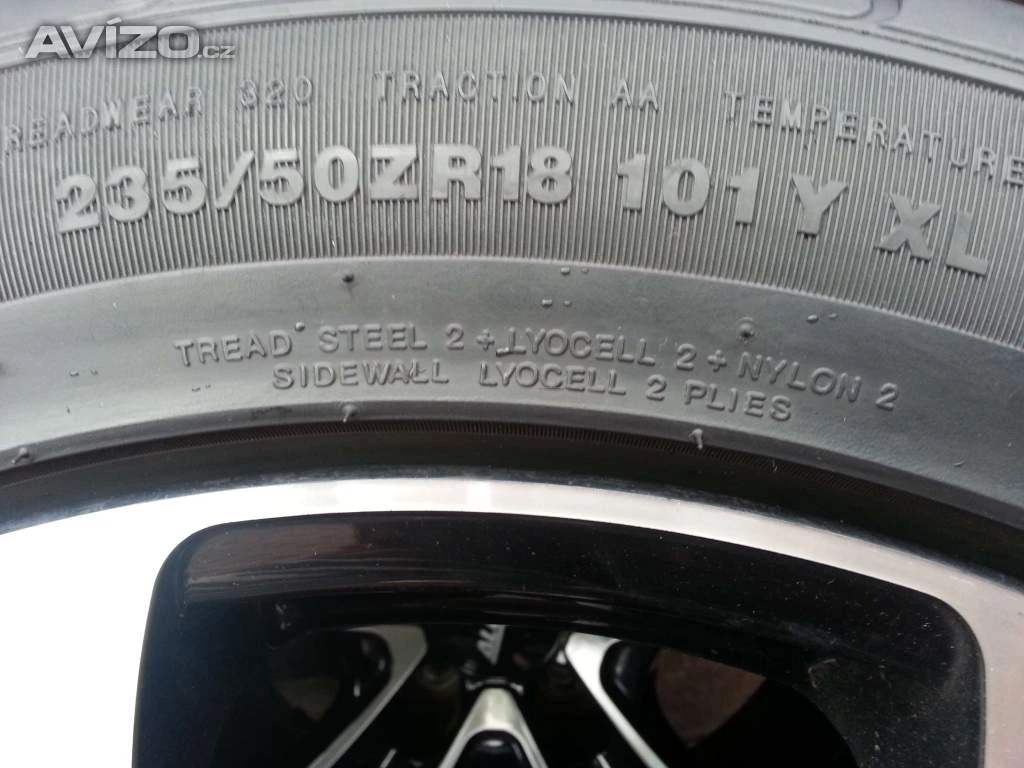 AVÍZO.cz
READWEAR 320 TRACTION AA TEMPERATURE
235/50ZR18 101Y XL
TREAD STEEL 2 + LYOCELL 2 + NYLON 2
SIDEWALL LYOCELL 2 PLIES